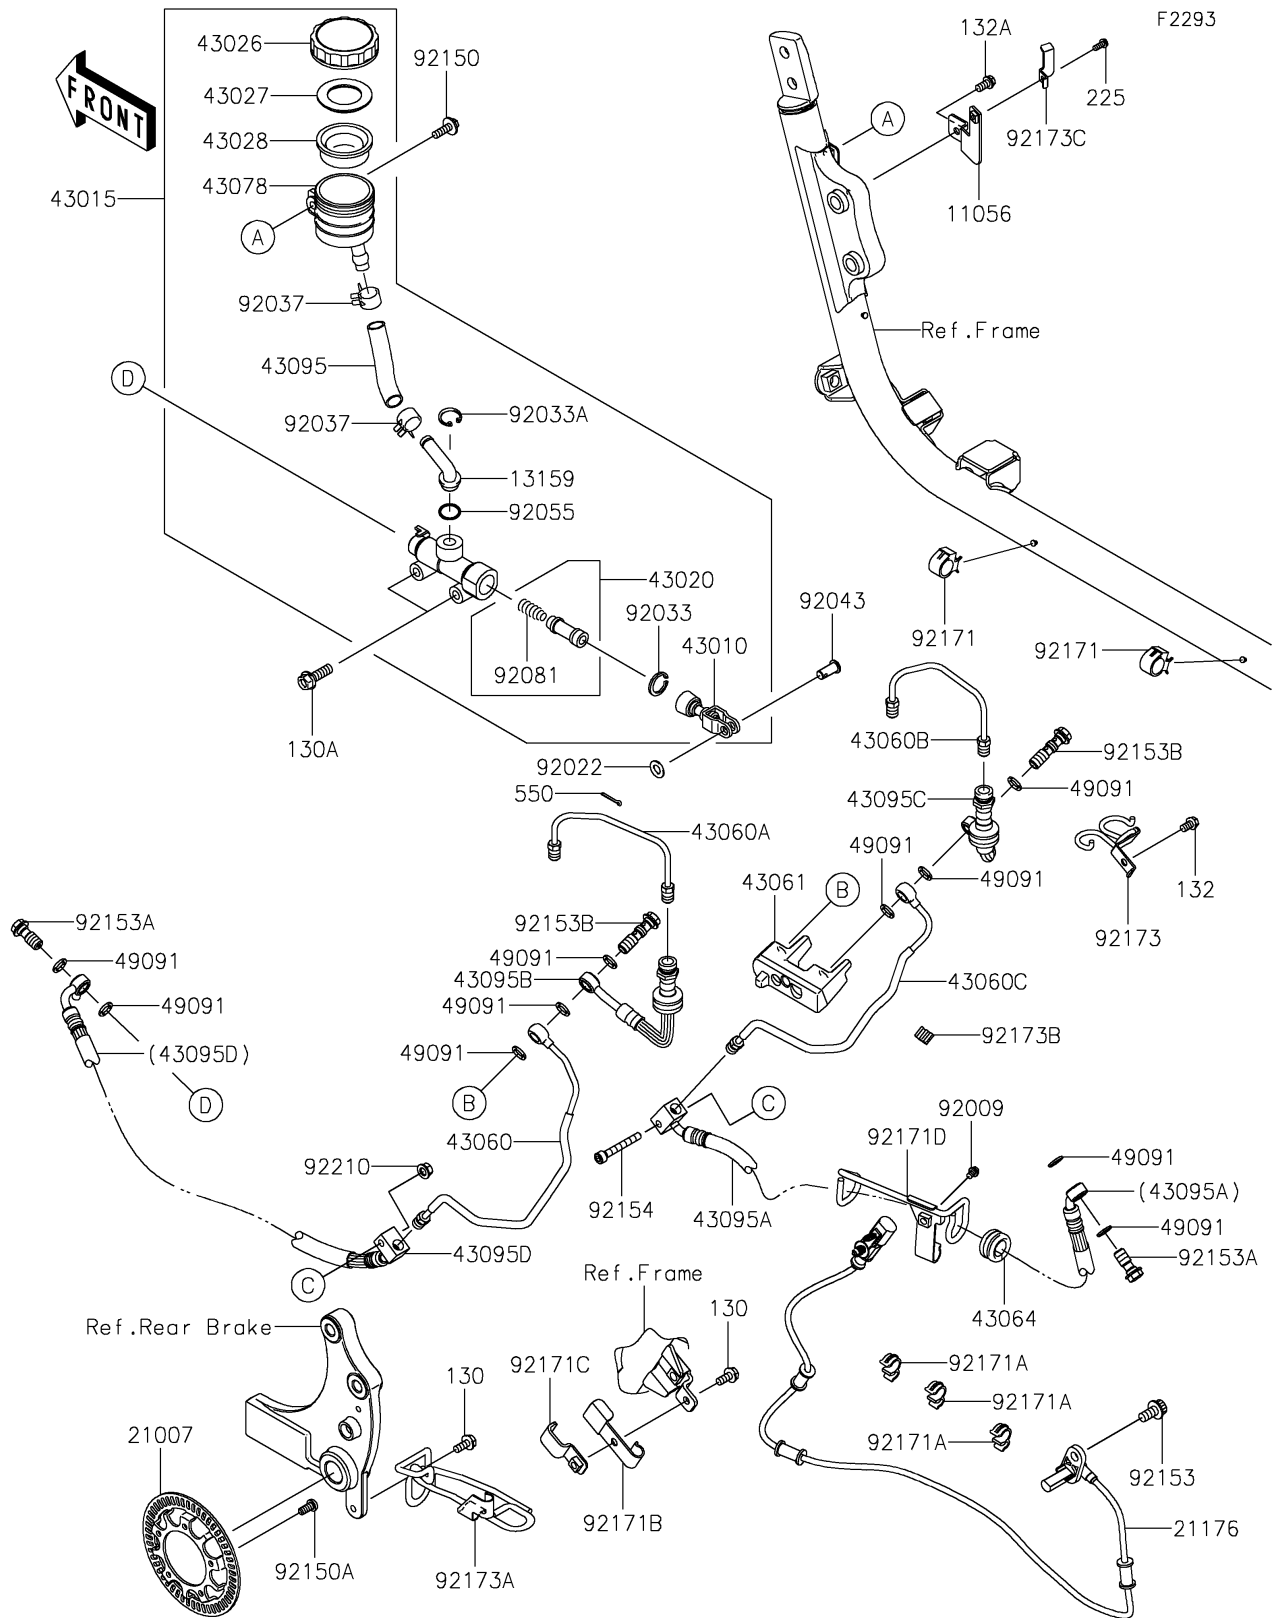 F2293
132A
43026
92150
FRONT
43027
225
92173C
43028
A
43078
43015
11056
A
92037
Ref.Frame
43095
D
92033A
92037
13159
92055
43020
92043
92033
92171
43010
92171
92081
43060B
130A
92153B
92022
49091
550
43095C
43060A
49091
49091
43061
B
132
92153A
92153B
92173
49091
49091
43095B
43060C
49091
49091
(43095D)
92173B
49091
D
B
C
92009
43060
92171D
49091
92210
(43095A)
92154
43095A
49091
43095D
92153A
C
Ref.Frame
43064
Ref.Rear Brake
130
92171C
92171A
92171A
130
21007
92171A
92153
92171B
21176
92150A
92173A